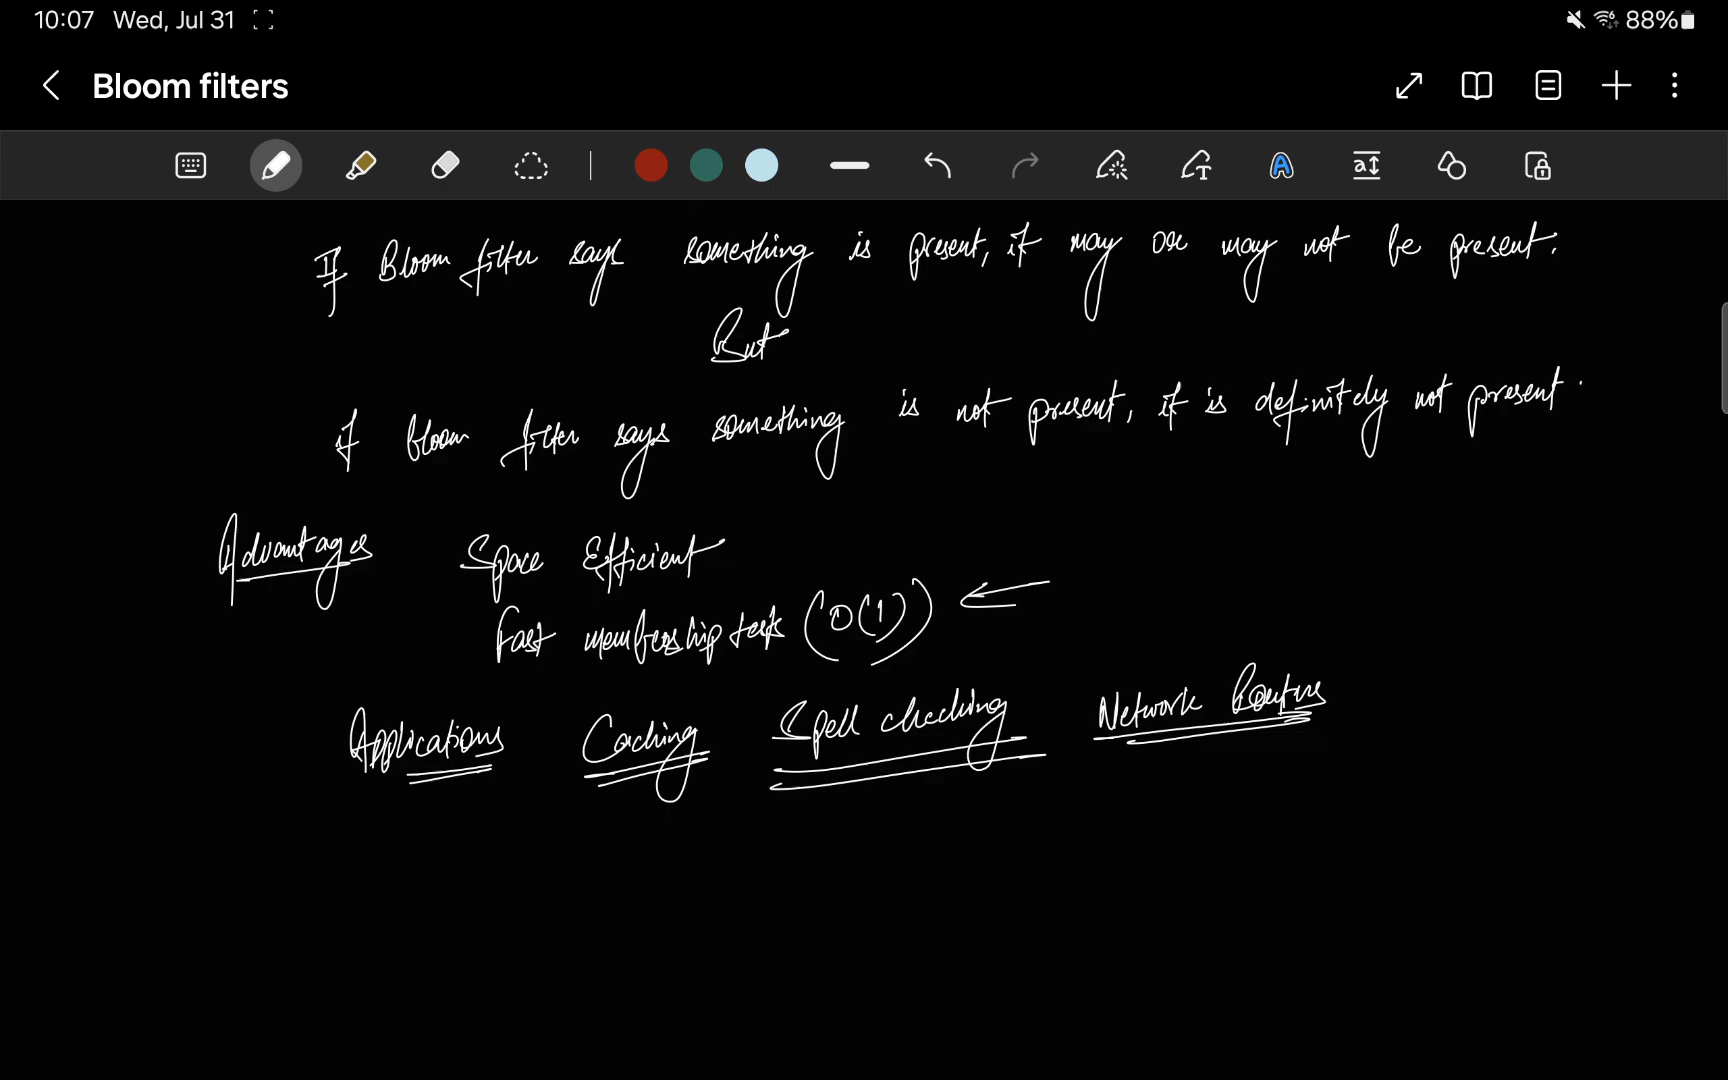 10:07 Wed, Jul 31 88%
Bloom filters
If Bloom filter says something is present, it may or may not be present.
But
if bloom filter says something is not present, it is definitely not present.
Advantages Space Efficient
Fast membership tests (O(1))
Applications Caching Spell checking Network Routers